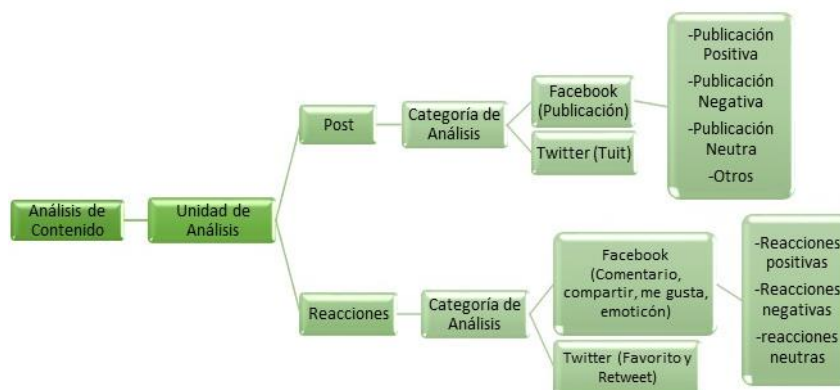 Análisis de
Contenido
Unidad de
Análisis
Post
Categoría de
Análisis
Facebook
(Publicación)
Twitter (Tuit)
-Publicación
Positiva
-Publicación
Negativa
-Publicación
Neutra
-Otros
Reacciones
Categoría de
Análisis
Facebook
(Comentario,
compartir, me gusta,
emoticón)
Twitter (Favorito y
Retweet)
-Reacciones
positivas
-Reacciones
negativas
-reacciones
neutras